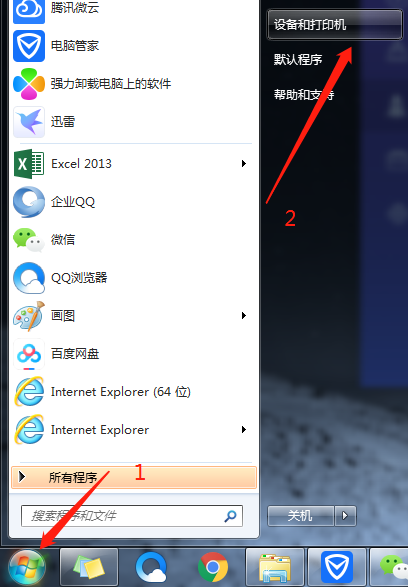 腾讯微云
电脑管家
强力卸载电脑上的软件
迅雷
Excel 2013
企业QQ
微信
QQ浏览器
画图
百度网盘
Internet Explorer (64 位)
Internet Explorer
所有程序
1
搜索程序和文件
设备和打印机
默认程序
帮助和支持
2
关机